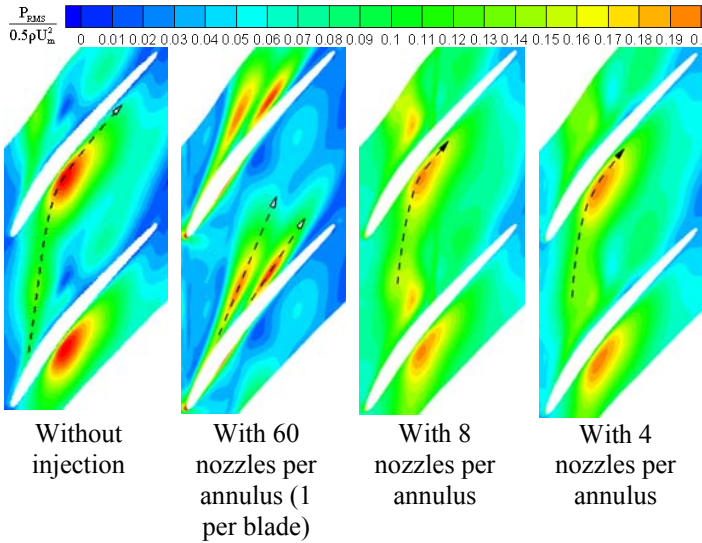 P_RMS
0.5ρU_m^2
0 0.01 0.02 0.03 0.04 0.05 0.06 0.07 0.08 0.09 0.1 0.11 0.12 0.13 0.14 0.15 0.16 0.17 0.18 0.19 0.
Without
injection
With 60
nozzles per
annulus (1
per blade)
With 8
nozzles per
annulus
With 4
nozzles per
annulus